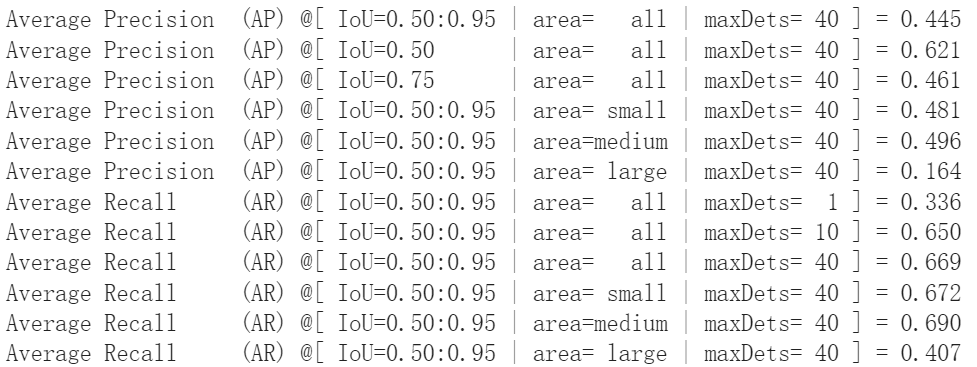 Average Precision  (AP) @[ IoU=0.50:0.95 | area=   all | maxDets= 40 ] = 0.445
Average Precision  (AP) @[ IoU=0.50      | area=   all | maxDets= 40 ] = 0.621
Average Precision  (AP) @[ IoU=0.75      | area=   all | maxDets= 40 ] = 0.461
Average Precision  (AP) @[ IoU=0.50:0.95 | area= small | maxDets= 40 ] = 0.481
Average Precision  (AP) @[ IoU=0.50:0.95 | area=medium | maxDets= 40 ] = 0.496
Average Precision  (AP) @[ IoU=0.50:0.95 | area= large | maxDets= 40 ] = 0.164
Average Recall     (AR) @[ IoU=0.50:0.95 | area=   all | maxDets=  1 ] = 0.336
Average Recall     (AR) @[ IoU=0.50:0.95 | area=   all | maxDets= 10 ] = 0.650
Average Recall     (AR) @[ IoU=0.50:0.95 | area=   all | maxDets= 40 ] = 0.669
Average Recall     (AR) @[ IoU=0.50:0.95 | area= small | maxDets= 40 ] = 0.672
Average Recall     (AR) @[ IoU=0.50:0.95 | area=medium | maxDets= 40 ] = 0.690
Average Recall     (AR) @[ IoU=0.50:0.95 | area= large | maxDets= 40 ] = 0.407